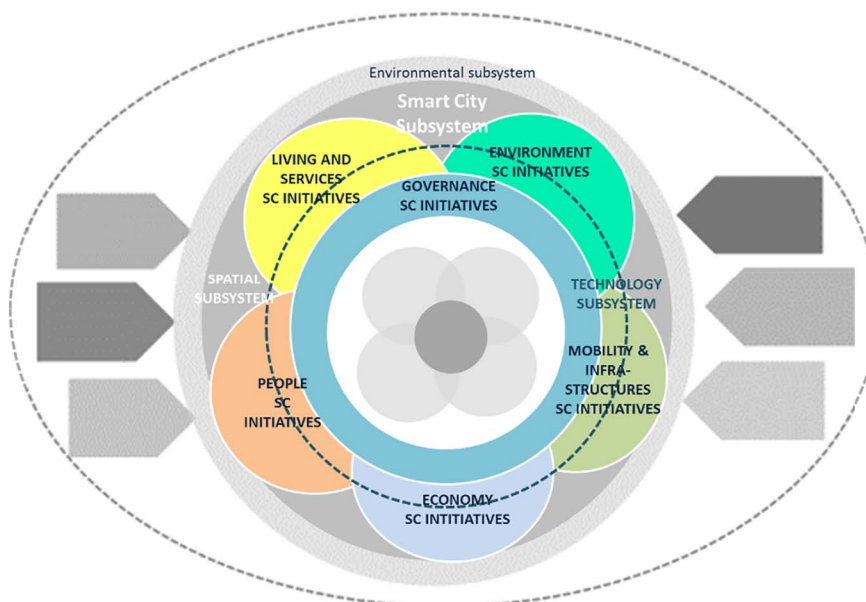 Environmental subsystem
Smart City
Subsystem
LIVING AND
SERVICES
SC INITIATIVES
ENVIRONMENT
SC INITIATIVES
GOVERNANCE
SC INITIATIVES
SPATIAL
SUBSYSTEM
TECHNOLOGY
SUBSYSTEM
PEOPLE
SC
INITIATIVES
MOBILITY &
INFRA-
STRUCTURES
SC INTITIATIVES
ECONOMY
SC INTITIATIVES